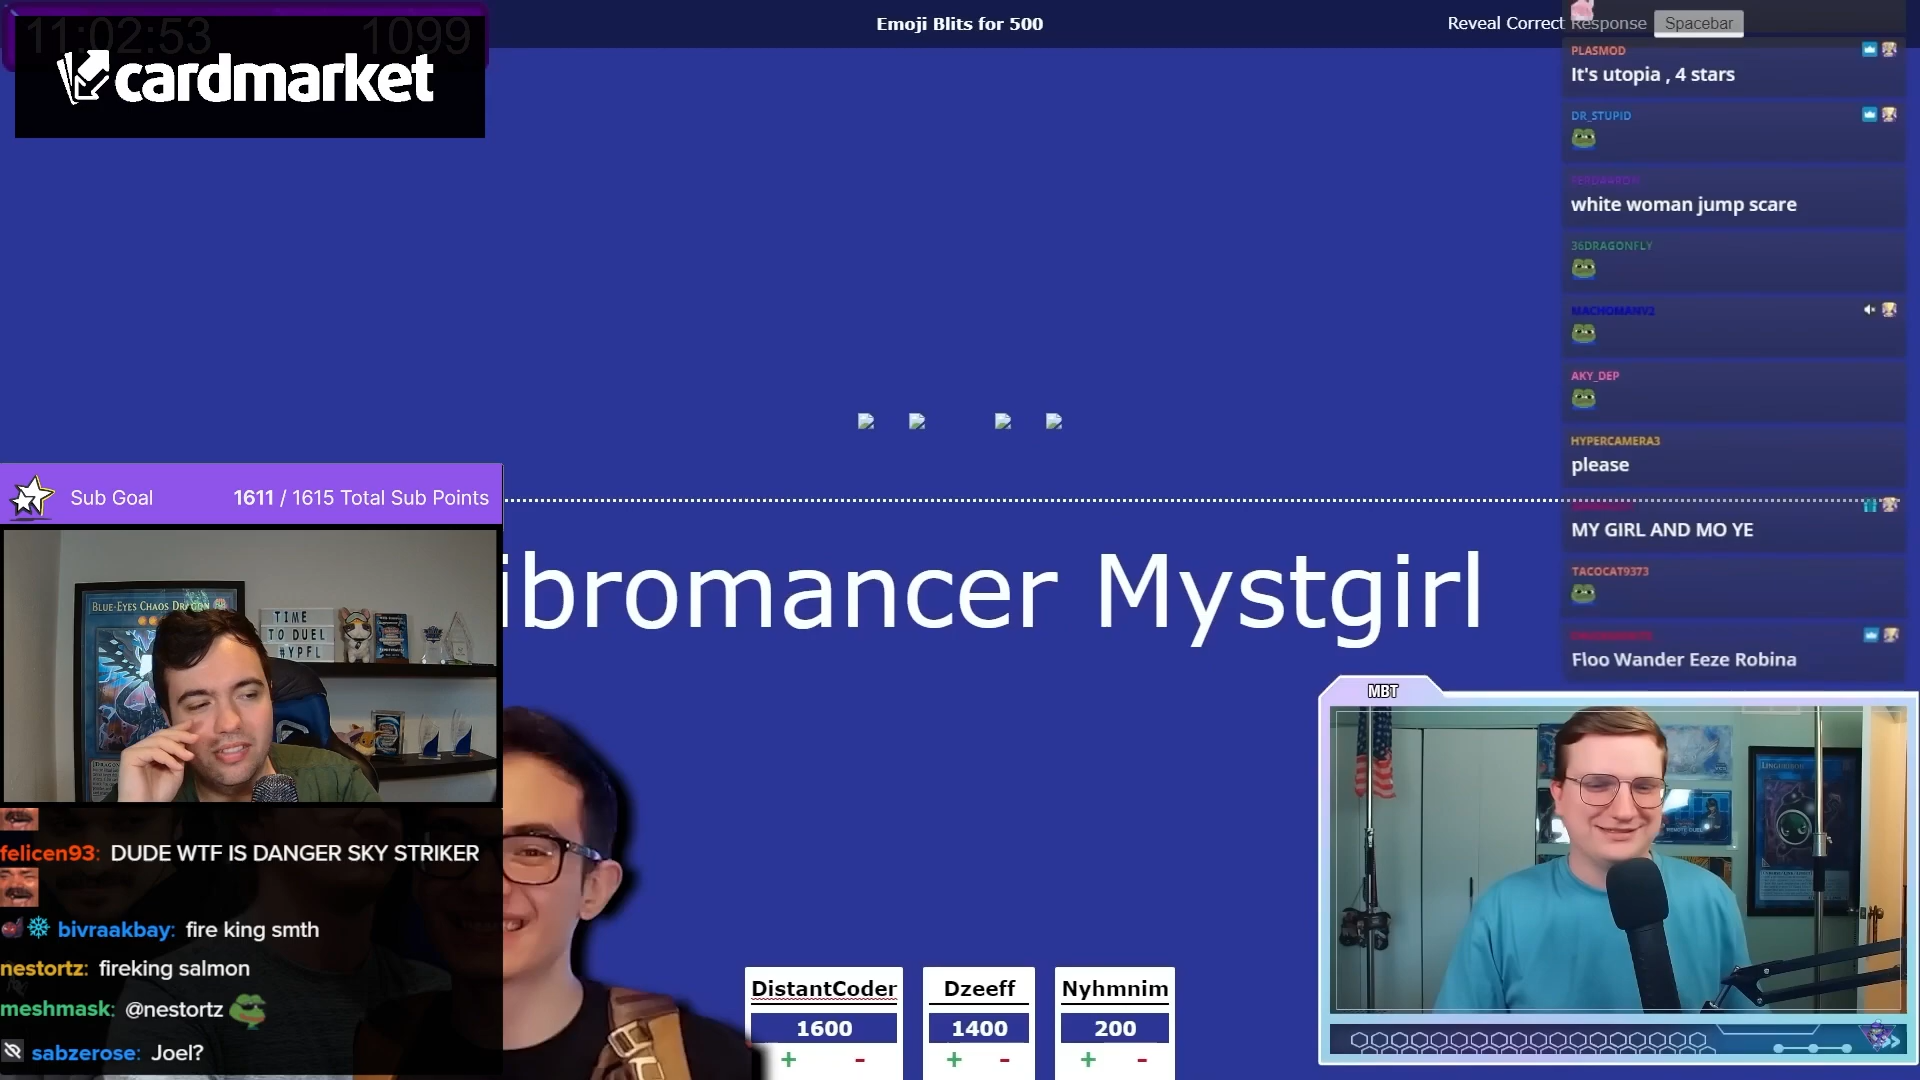 11:02:53
1099
cardmarket
Emoji Blits for 500
Reveal Correct Response
Spacebar
PLASMOD
It's utopia , 4 stars
DR_STUPID
white woman jump scare
36DRAGONFLY
MACHOMANV2
AKY_DEP
HYPERCAMERA3
please
MY GIRL AND MO YE
TACOCAT9373
Floo Wander Eeze Robina
Sub Goal
1611 / 1615 Total Sub Points
ibromancer Mystgirl
BLUE-EYES CHAOS DRAGON
TIME
TO DUEL
#YPFL
MBT
felicen93: DUDE WTF IS DANGER SKY STRIKER
bivraakbay: fire king smth
nestortz: fireking salmon
meshmask: @nestortz
sabzerose: Joel?
DistantCoder
1600
+ -
Dzeeff
1400
+ -
Nyhmnim
200
+ -